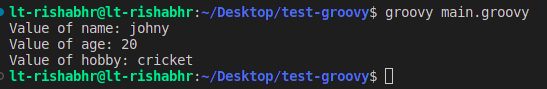 lt-rishabhr@lt-rishabhr:~/Desktop/test-groovy$ groovy main.groovy
Value of name: johny
Value of age: 20
Value of hobby: cricket
lt-rishabhr@lt-rishabhr:~/Desktop/test-groovy$